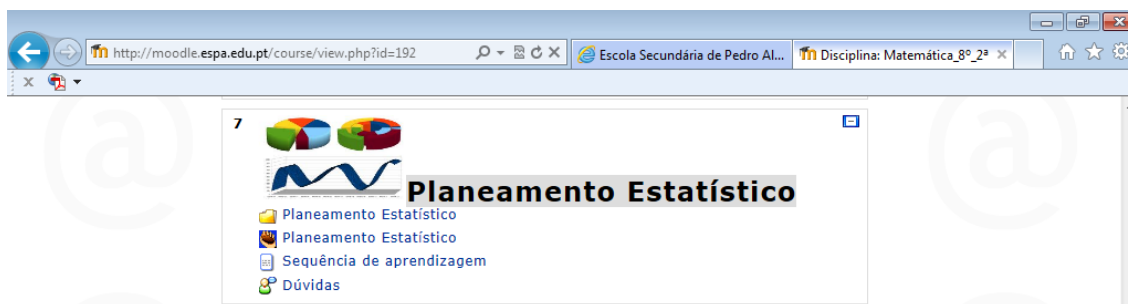 http://moodle.espa.edu.pt/course/view.php?id=192
Escola Secundária de Pedro Al...
Disciplina: Matemática_8º_2ª
7
Planeamento Estatístico
Planeamento Estatístico
Planeamento Estatístico
Sequência de aprendizagem
Dúvidas